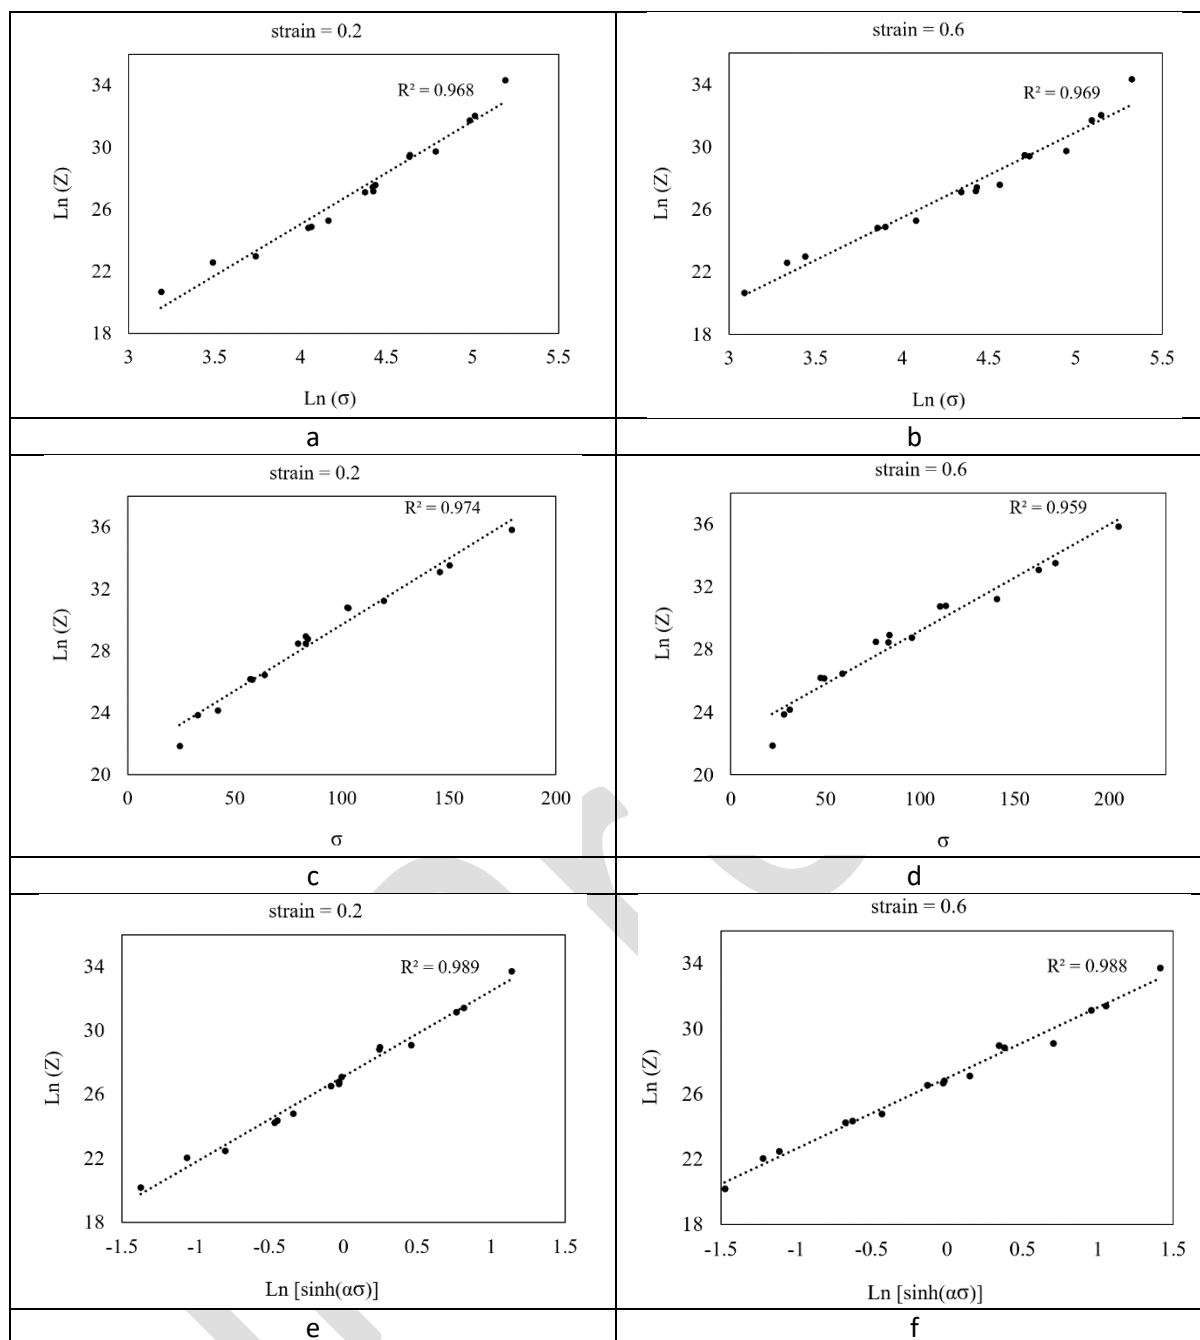 strain = 0.2
R² = 0.968
34
30
26
22
18
Ln (Z)
3 3.5 4 4.5 5 5.5
Ln (σ)
a
strain = 0.6
R² = 0.969
34
30
26
22
18
Ln (Z)
3 3.5 4 4.5 5 5.5
Ln (σ)
b
strain = 0.2
R² = 0.974
36
32
28
24
20
Ln (Z)
0 50 100 150 200
σ
c
strain = 0.6
R² = 0.959
36
32
28
24
20
Ln (Z)
0 50 100 150 200
σ
d
strain = 0.2
R² = 0.989
34
30
26
22
18
Ln (Z)
-1.5 -1 -0.5 0 0.5 1 1.5
Ln [sinh(ασ)]
e
strain = 0.6
R² = 0.988
34
30
26
22
18
Ln (Z)
-1.5 -1 -0.5 0 0.5 1 1.5
Ln [sinh(ασ)]
f